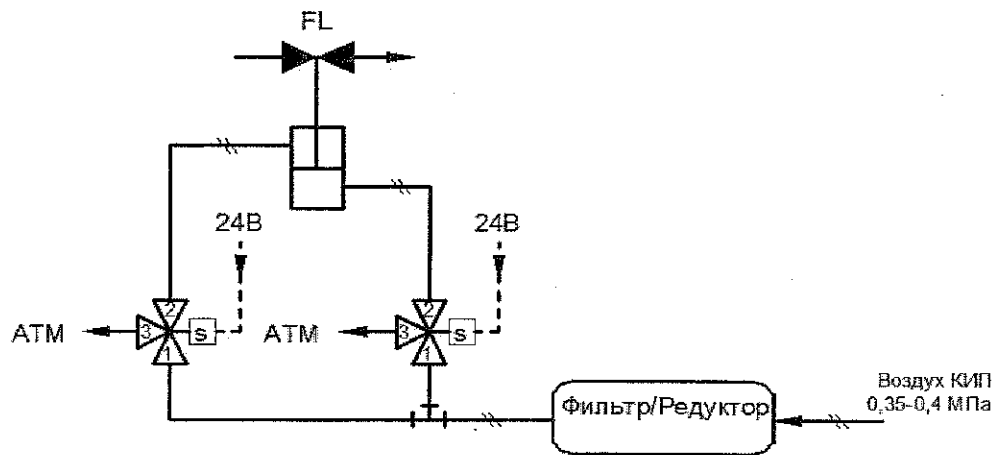 FL
24В
24В
2
2
АТМ
3
s
АТМ
3
s
1
1
Фильтр/Редуктор
Воздух КИП
0,35-0,4 МПа